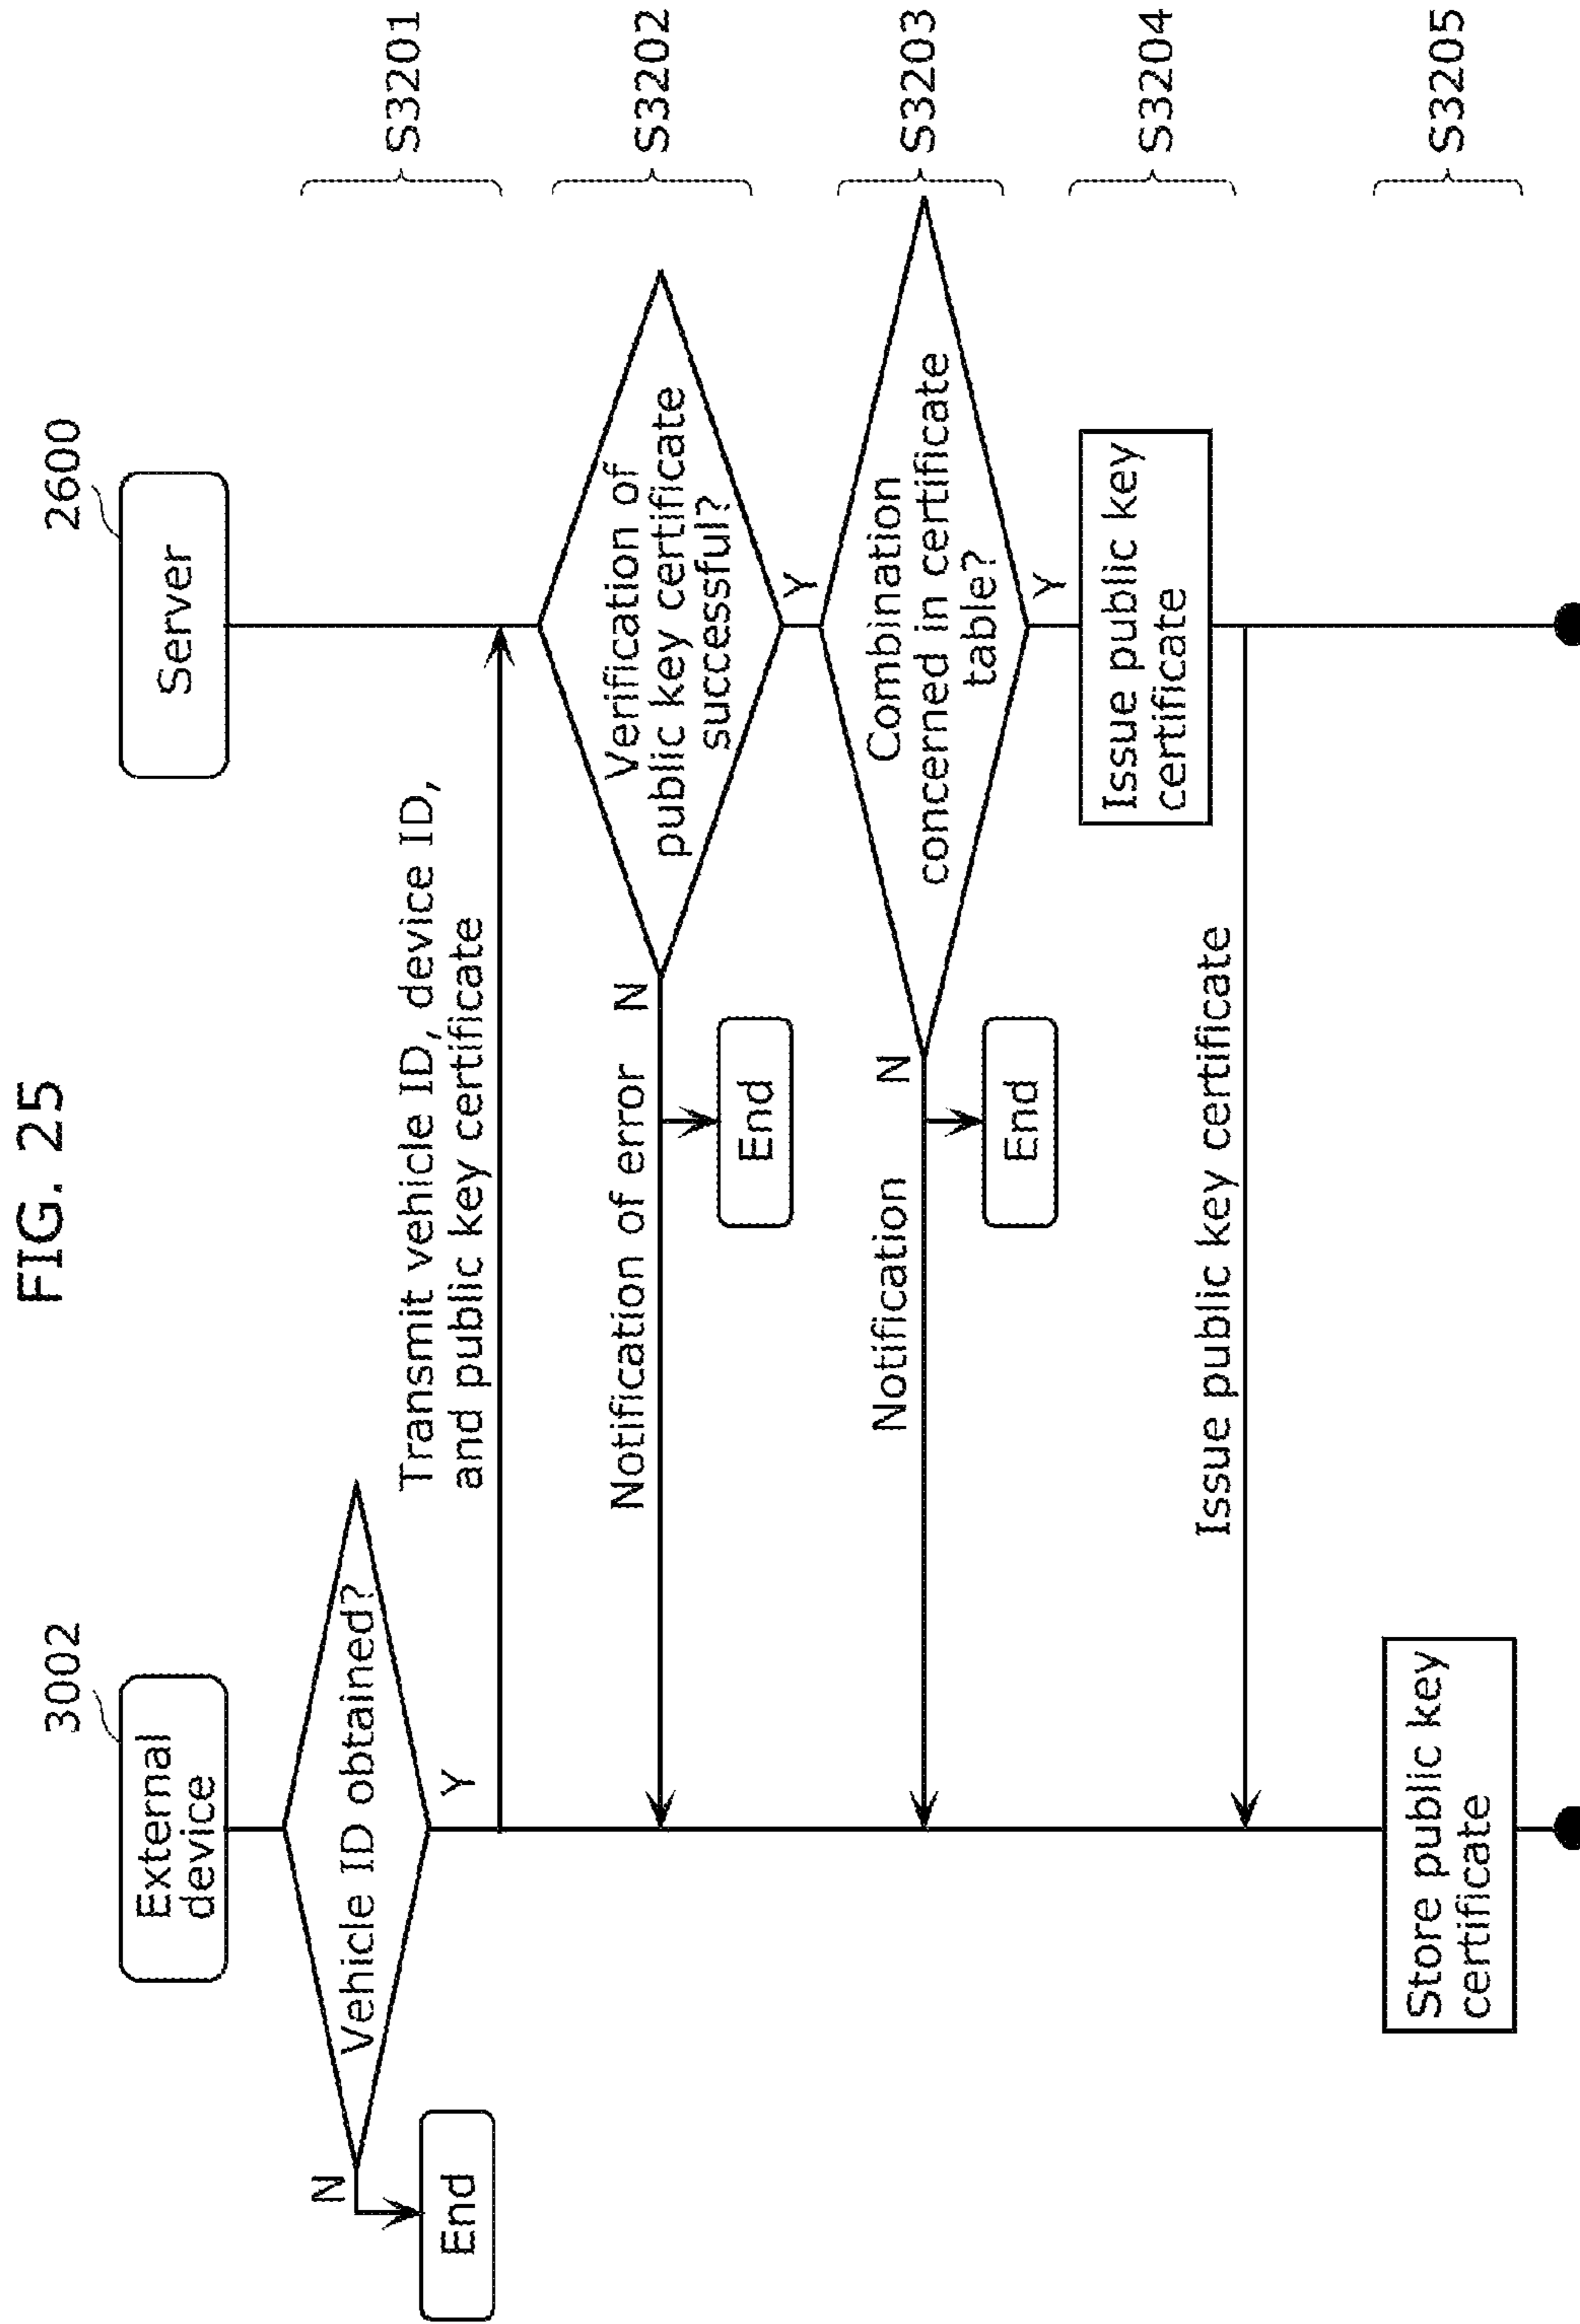 FIG. 25
3002
2600
External
device
Server
Vehicle ID obtained?
N
End
Y
Transmit vehicle ID, device ID,
and public key certificate
S3201
Verification of
public key certificate
successful?
N
Notification of error
End
Y
S3202
Combination
concerned in certificate
table?
N
Notification
End
Y
S3203
Issue public key
certificate
Issue public key certificate
S3204
Store public key
certificate
S3205